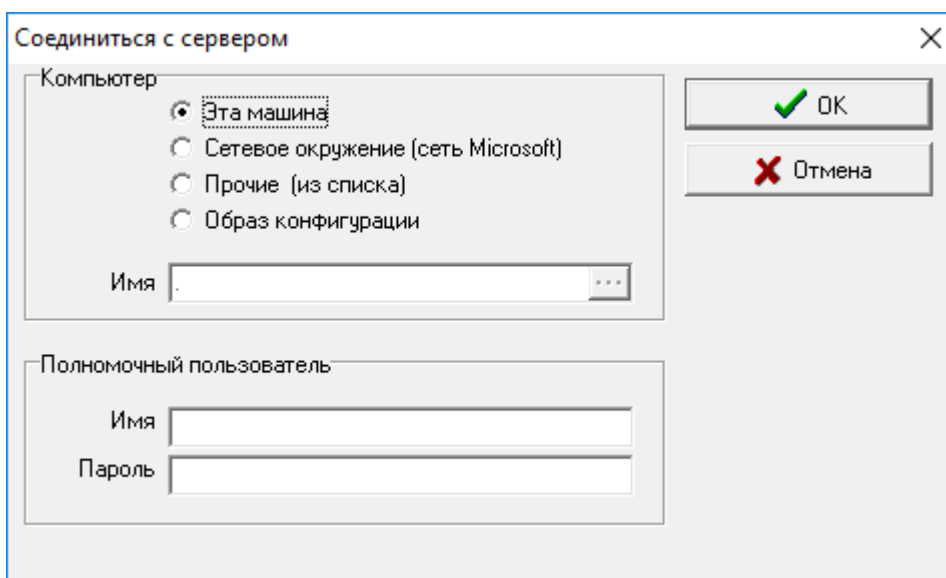 Соединиться с сервером
Компьютер
Эта машина
Сетевое окружение (сеть Microsoft)
Прочие (из списка)
Образ конфигурации
Имя .
...
OK
Отмена
Полномочный пользователь
Имя
Пароль